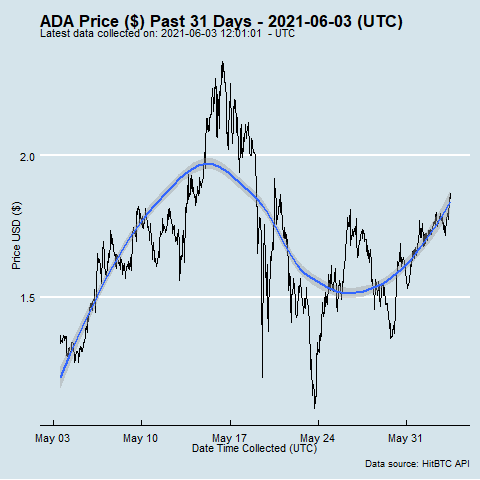 ADA Price ($) Past 31 Days - 2021-06-03 (UTC)
Latest data collected on: 2021-06-03 12:01:01 - UTC
Price USD ($)
2.0
1.5
May 03 May 10 May 17 May 24 May 31
Date Time Collected (UTC)
Data source: HitBTC API